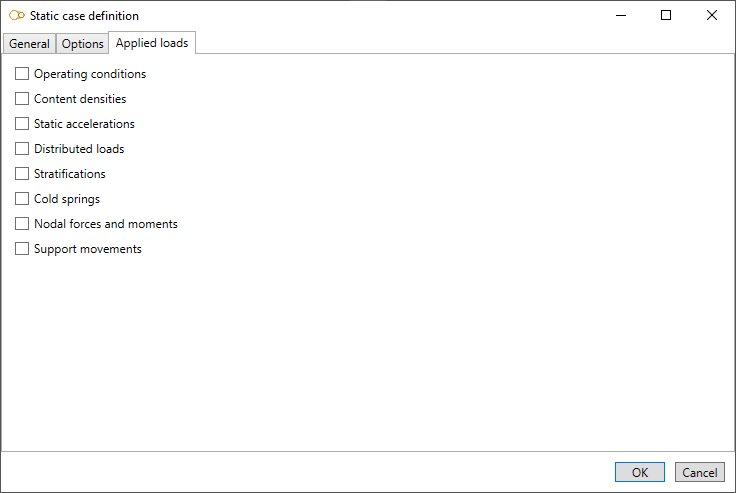 Static case definition
General Options Applied loads
Operating conditions
Content densities
Static accelerations
Distributed loads
Stratifications
Cold springs
Nodal forces and moments
Support movements
OK Cancel